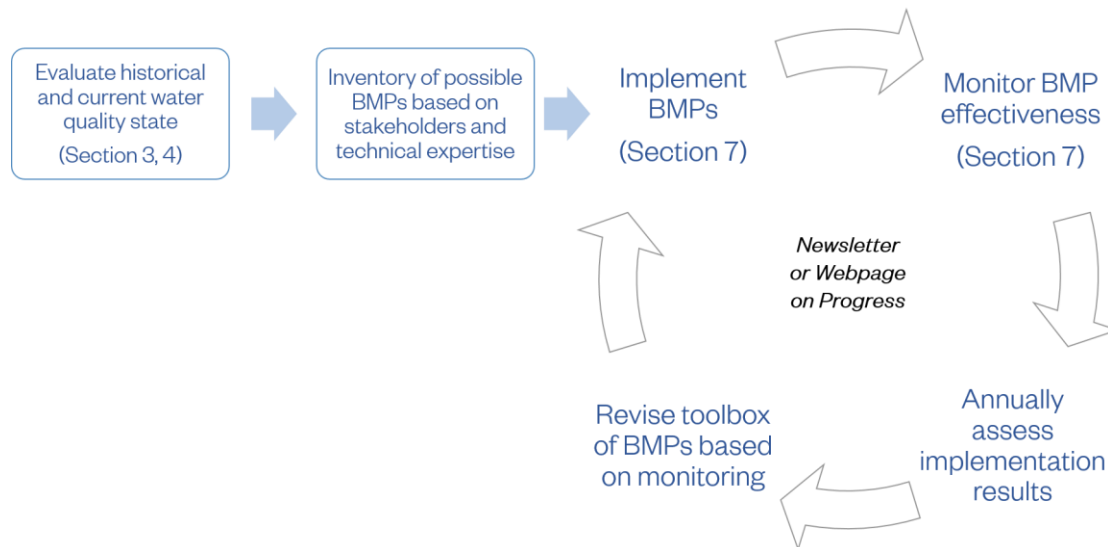 Evaluate historical
and current water
quality state
(Section 3, 4)
Inventory of possible
BMPs based on
stakeholders and
technical expertise
Implement
BMPs
(Section 7)
Monitor BMP
effectiveness
(Section 7)
Newsletter
or Webpage
on Progress
Revise toolbox
of BMPs based
on monitoring
Annually
assess
implementation
results